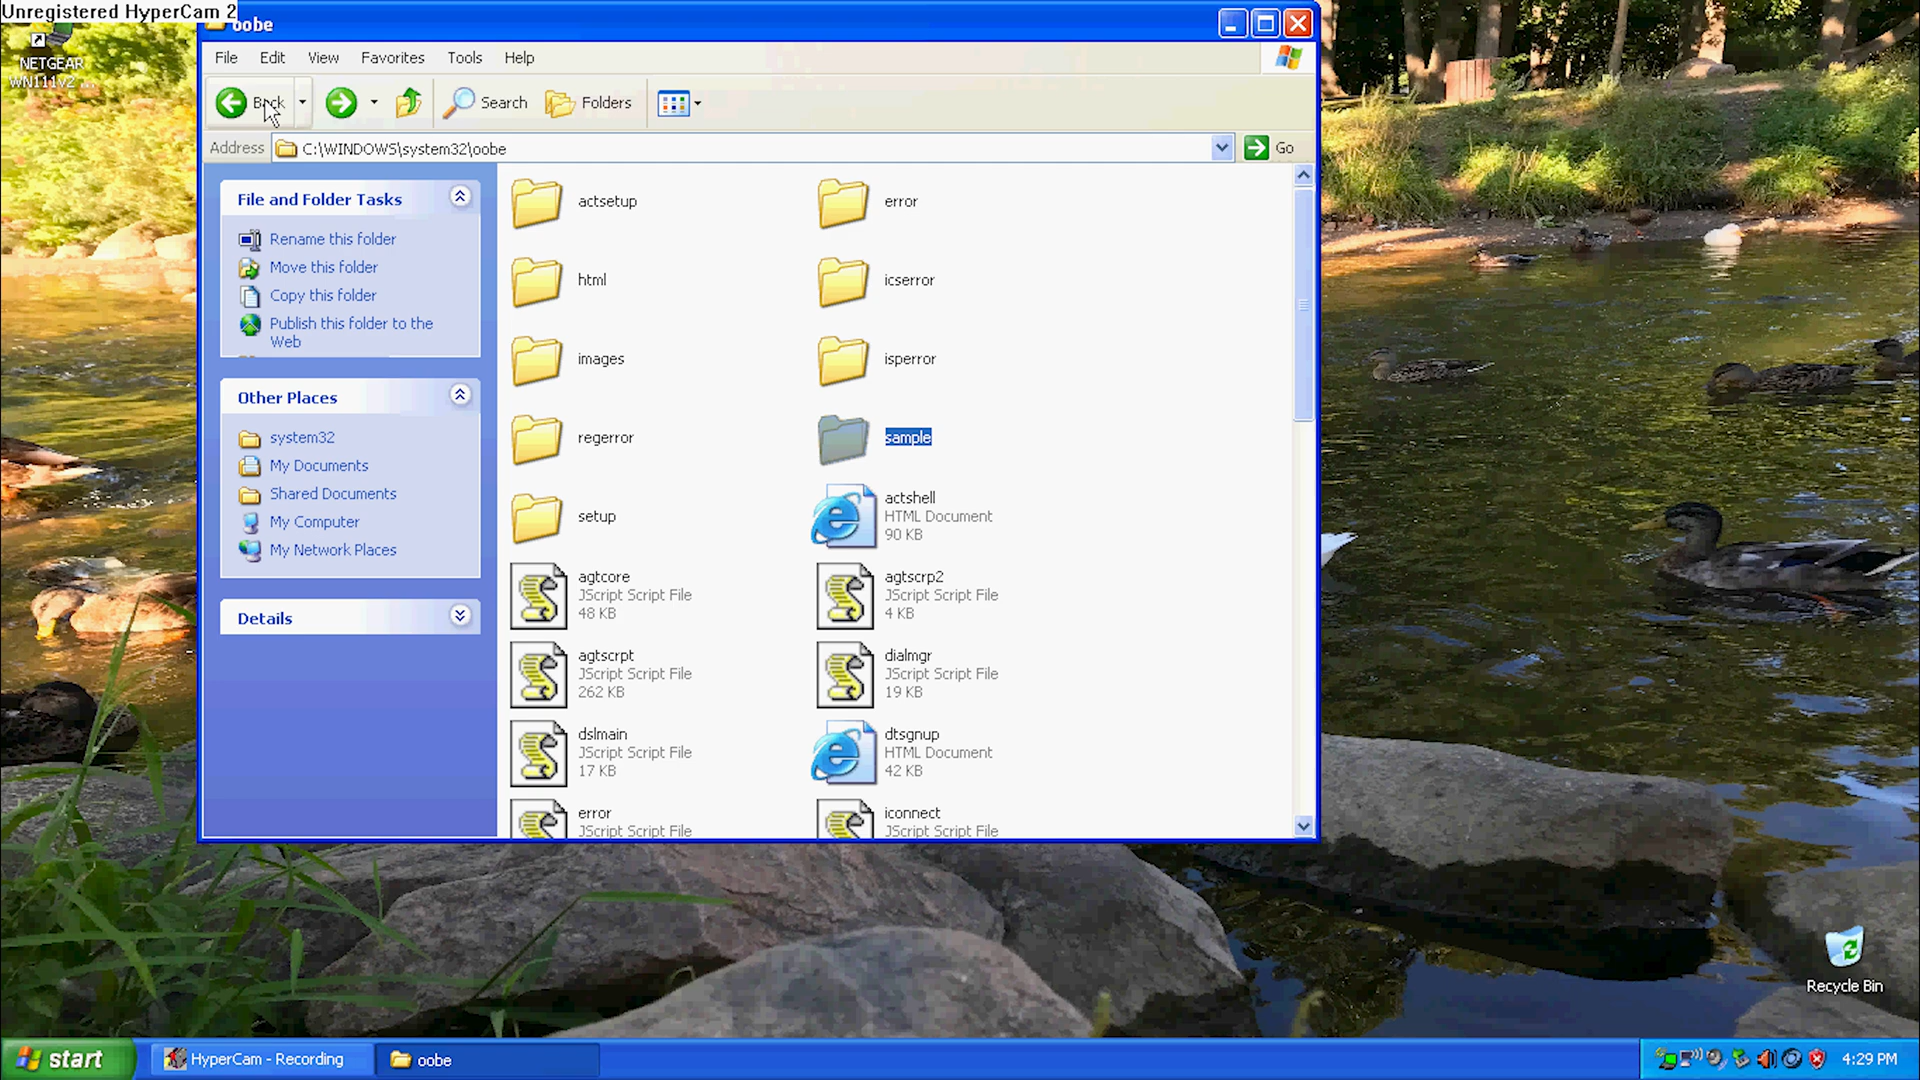 Unregistered HyperCam 2
NETGEAR
WN111v2 ...
oobe
File Edit View Favorites Tools Help
Back Search Folders
Address C:\WINDOWS\system32\oobe Go
File and Folder Tasks
Rename this folder
Move this folder
Copy this folder
Publish this folder to the
Web
Other Places
system32
My Documents
Shared Documents
My Computer
My Network Places
Details
actsetup
error
html
icserror
images
isperror
regerror
sample
setup
actshell
HTML Document
90 KB
agtcore
JScript Script File
48 KB
agtscrp2
JScript Script File
4 KB
agtscrpt
JScript Script File
262 KB
dialmgr
JScript Script File
19 KB
dslmain
JScript Script File
17 KB
dtsgnup
HTML Document
42 KB
error
JScript Script File
iconnect
JScript Script File
Recycle Bin
start HyperCam - Recording oobe 4:29 PM